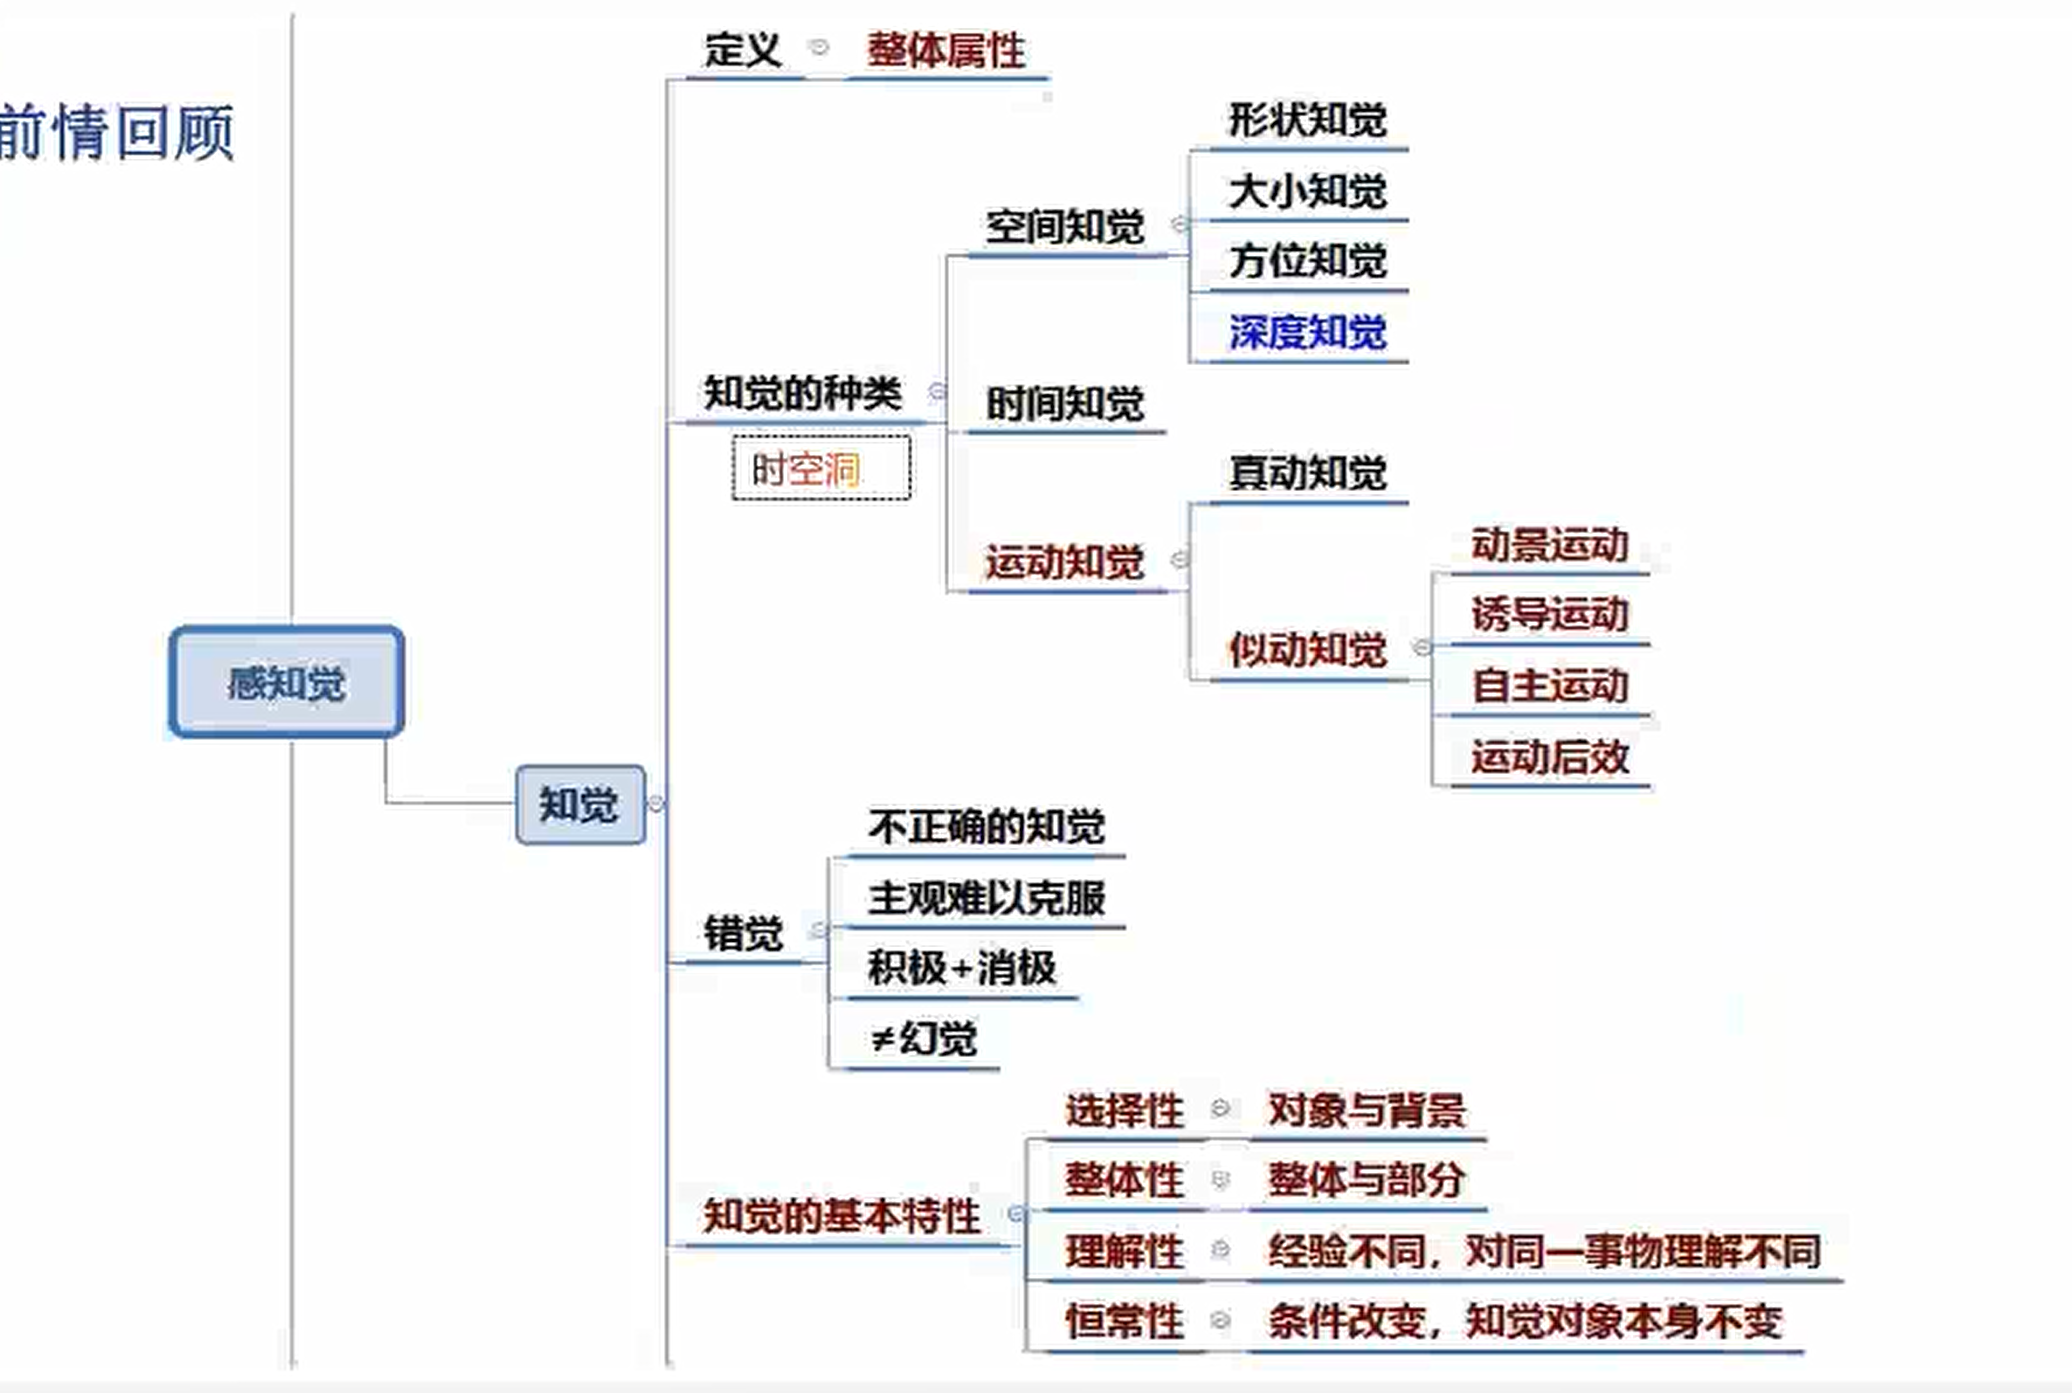 前情回顾
感知觉
知觉
定义
整体属性
知觉的种类
时空洞
空间知觉
形状知觉
大小知觉
方位知觉
深度知觉
时间知觉
运动知觉
真动知觉
似动知觉
动景运动
诱导运动
自主运动
运动后效
错觉
不正确的知觉
主观难以克服
积极+消极
≠幻觉
知觉的基本特性
选择性
对象与背景
整体性
整体与部分
理解性
经验不同，对同一事物理解不同
恒常性
条件改变，知觉对象本身不变